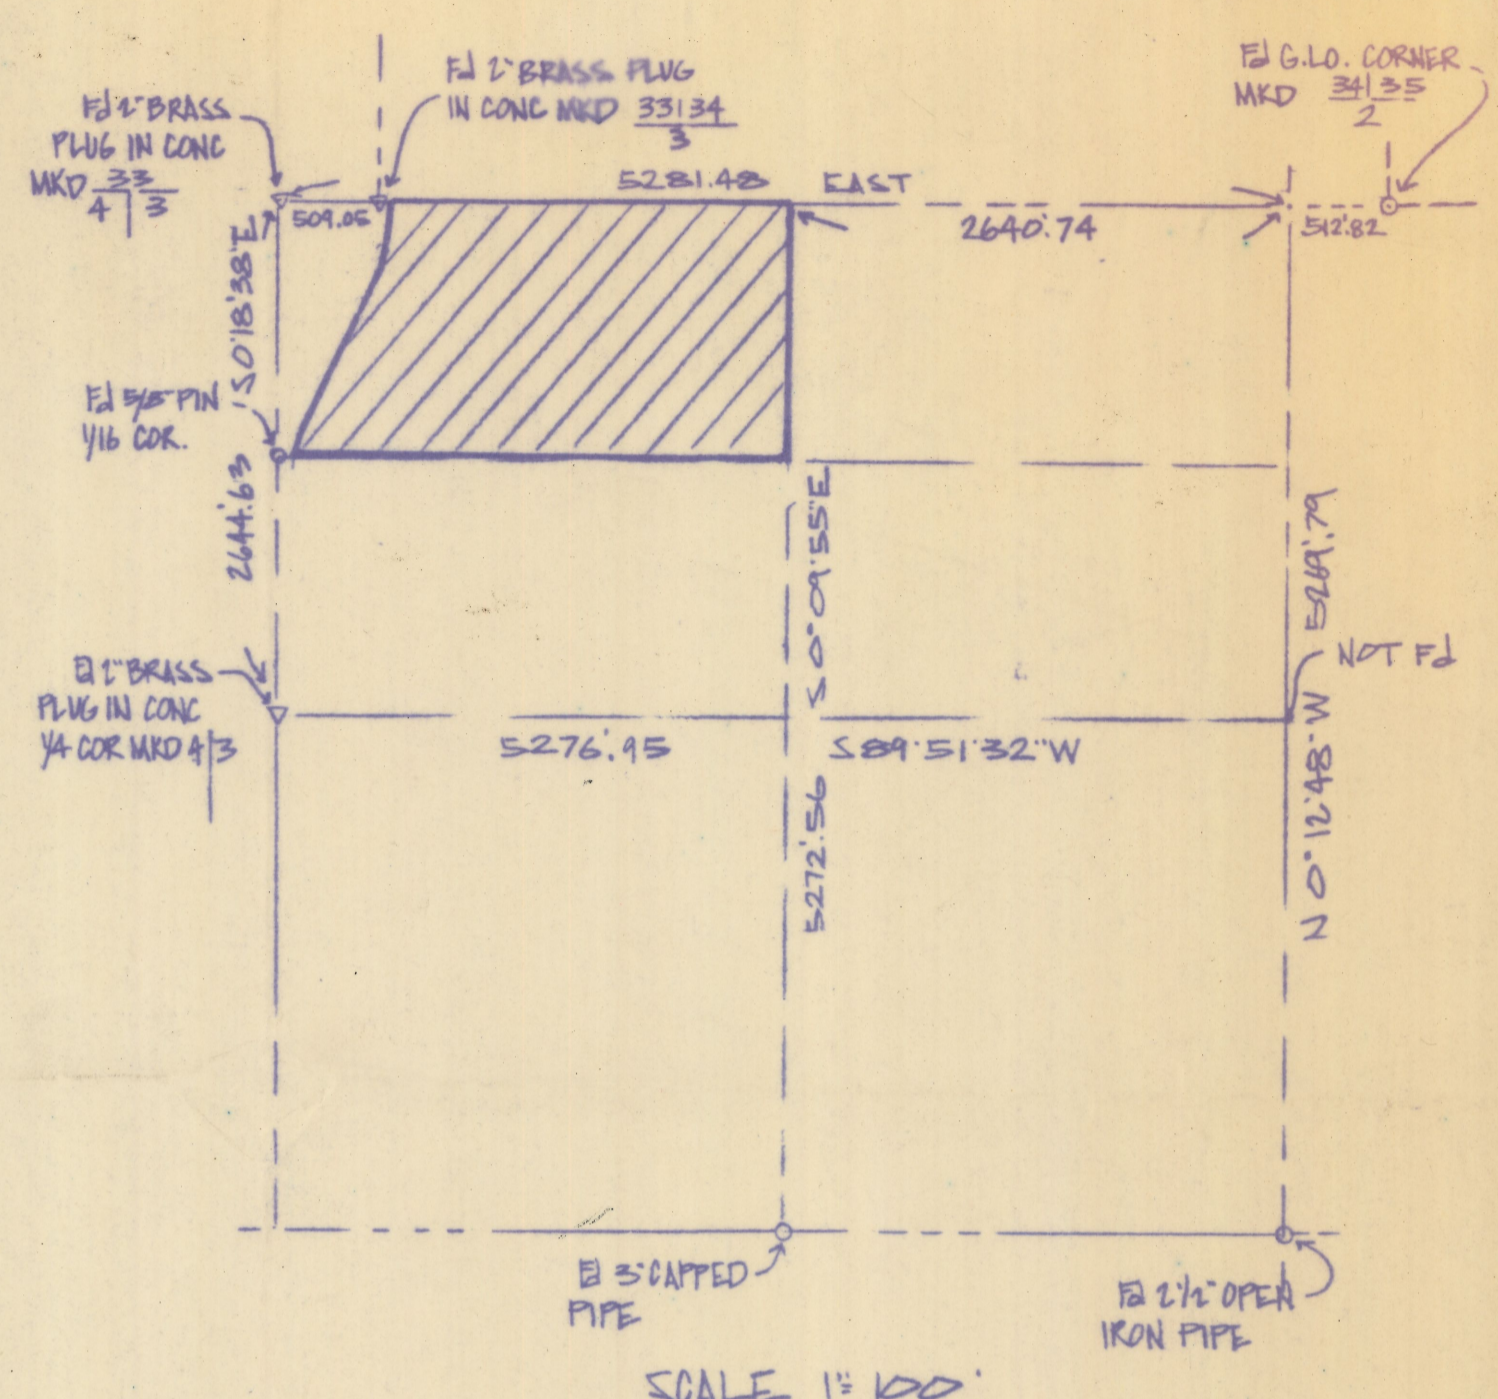 Fd 2" BRASS PLUG
IN CONC MKD 33|34
3
Fd 2" BRASS
PLUG IN CONC
MKD 33
4|3
Fd G.L.O. CORNER
MKD 34|35
2
5281.48
EAST
509.05
2640'.74
512'.82
S 0°18'38"E
2644'.63
Fd 5/8" PIN
1/16 COR.
S 0°09'55"E
5272'.56
N 0°12'48"W
NOT Fd
Fd 2" BRASS
PLUG IN CONC
1/4 COR MKD 4|3
5276'.95
S 89°51'32"W
Fd 3" CAPPED
PIPE
Fd 2 1/2" OPEN
IRON PIPE
SCALE 1"= 100'